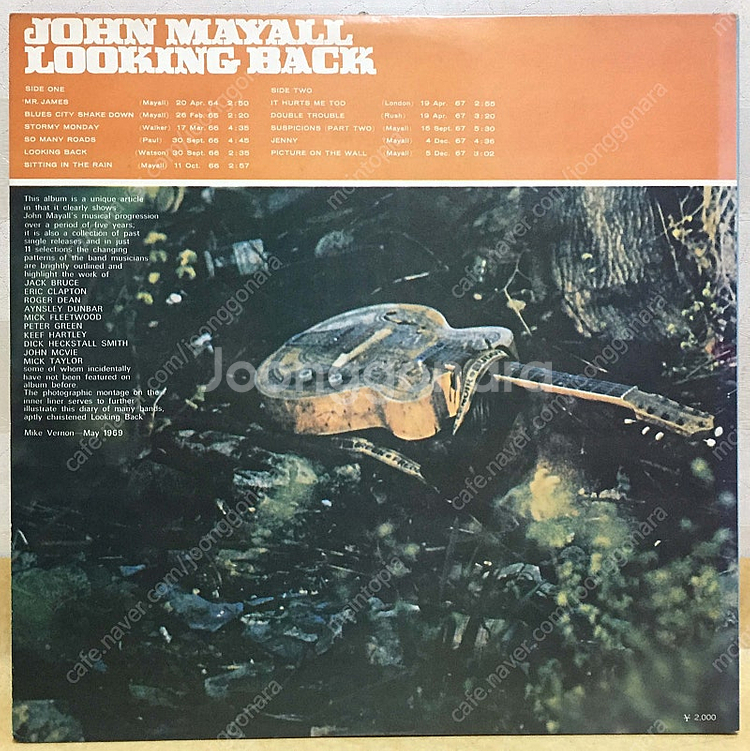 JOHN MAYALL
LOOKING BACK
SIDE ONE
MR. JAMES (Mayall) 20 Apr. 64 2:50
BLUES CITY SHAKE DOWN (Mayall) 26 Feb. 65 2:20
STORMY MONDAY (Walker) 17 Mar. 66 4:35
SO MANY ROADS (Paul) 30 Sept. 66 4:45
LOOKING BACK (Watson) 30 Sept. 66 2:35
SITTING IN THE RAIN (Mayall) 11 Oct. 66 2:57
SIDE TWO
IT HURTS ME TOO (London) 19 Apr. 67 2:55
DOUBLE TROUBLE (Rush) 19 Apr. 67 3:20
SUSPICIONS (PART TWO) (Mayall) 15 Sept. 67 5:30
JENNY (Mayall) 4 Dec. 67 4:36
PICTURE ON THE WALL (Mayall) 5 Dec. 67 3:02
This album is a unique article
in that it clearly shows
John Mayall's musical progression
over a period of five years;
it is also a collection of past
single releases and in just
11 selections the changing
patterns of the band musicians
are brightly outlined and
highlight the work of
JACK BRUCE
ERIC CLAPTON
ROGER DEAN
AYNSLEY DUNBAR
MICK FLEETWOOD
PETER GREEN
KEEF HARTLEY
DICK HECKSTALL SMITH
JOHN MCVIE
MICK TAYLOR
some of whom incidentally
have not been featured on
album before.
The photographic montage on the
inner liner serves to further
illustrate this diary of many bands,
aptly christened Looking Back
Mike Vernon—May 1969
Joonggonara
cafe.naver.com/joonggonara
montopia
¥ 2,000